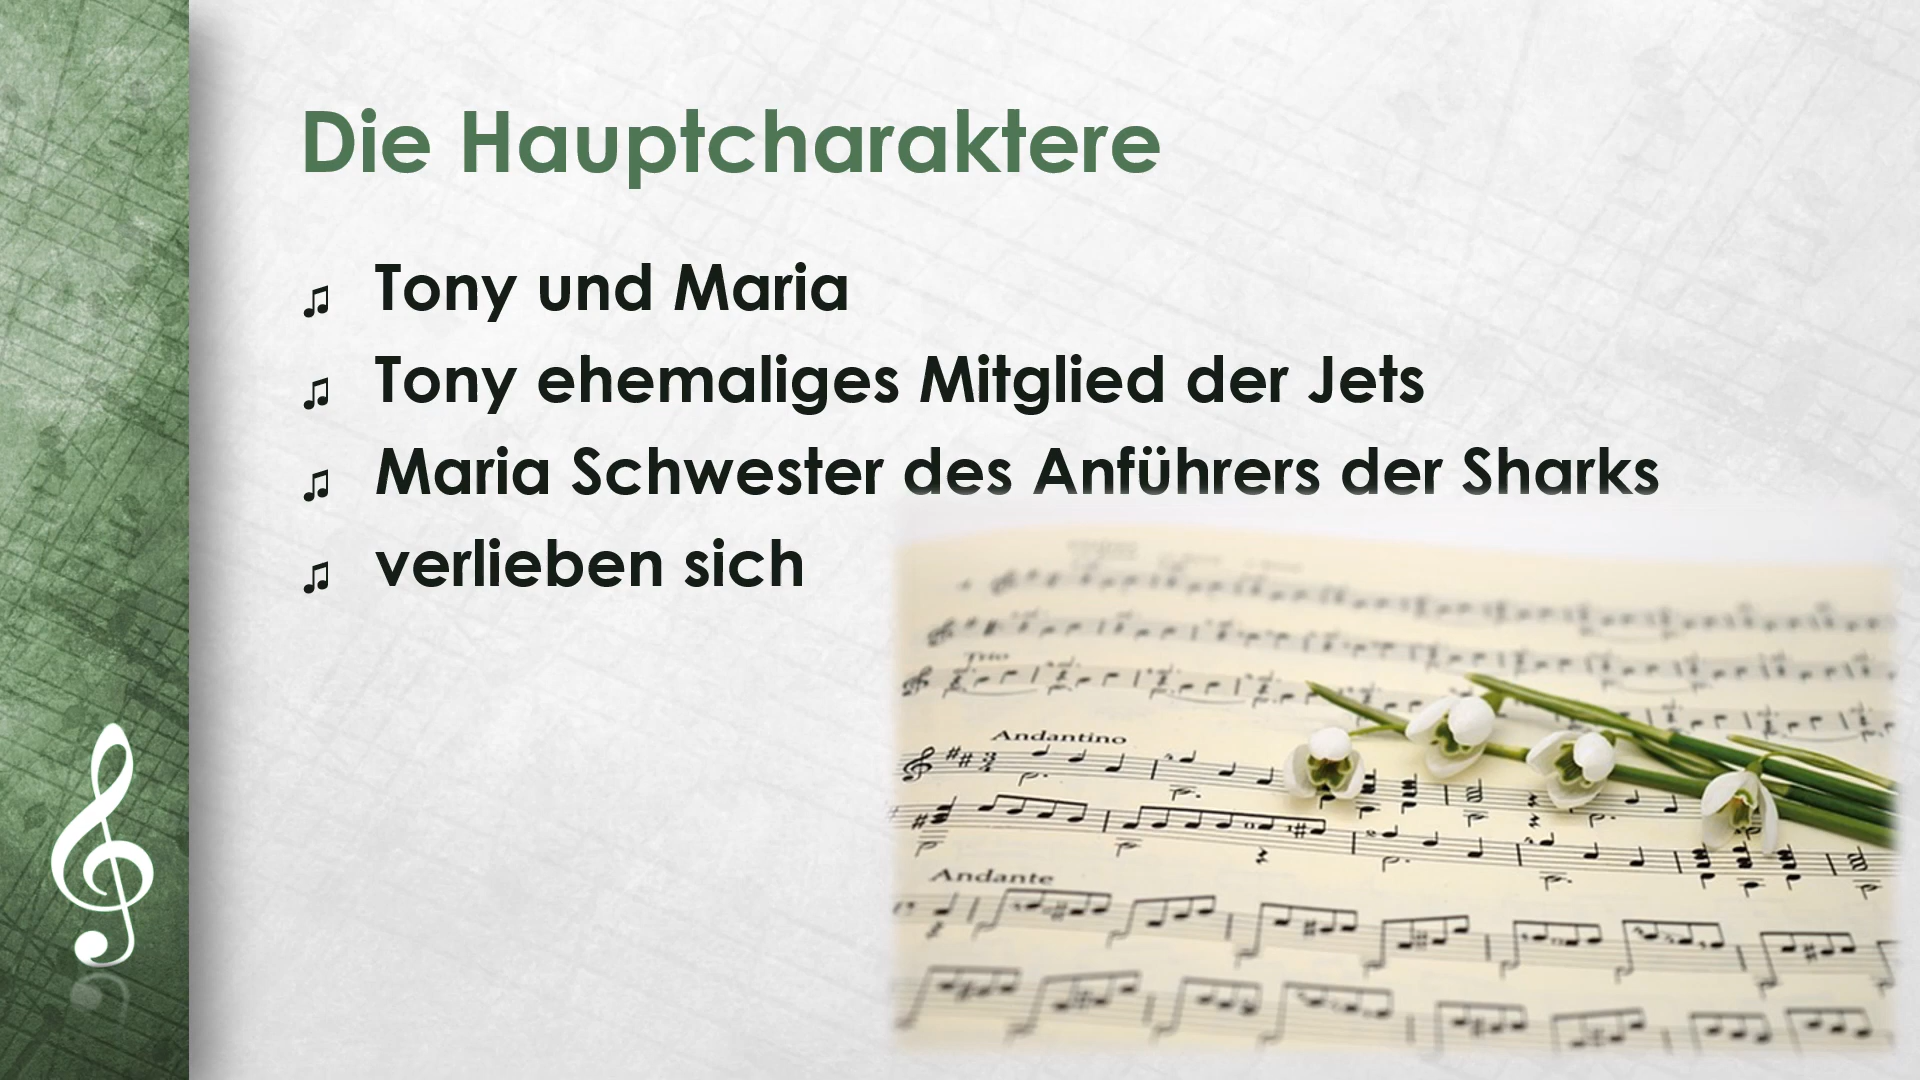 Die Hauptcharaktere
♫ Tony und Maria
♫ Tony ehemaliges Mitglied der Jets
♫ Maria Schwester des Anführers der Sharks
♫ verlieben sich
Trio
Andantino
Andante